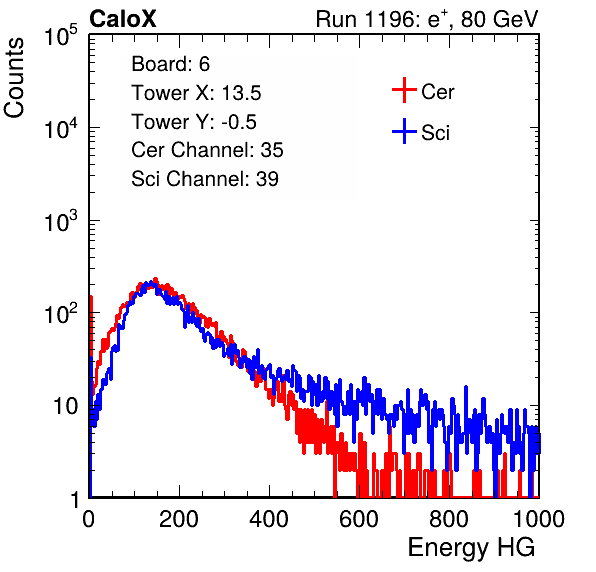 CaloX Run 1196: e⁺, 80 GeV
Counts
10⁵
10⁴
10³
10²
10
1
Board: 6
Tower X: 13.5
Tower Y: -0.5
Cer Channel: 35
Sci Channel: 39
Cer
Sci
0 200 400 600 800 1000
Energy HG